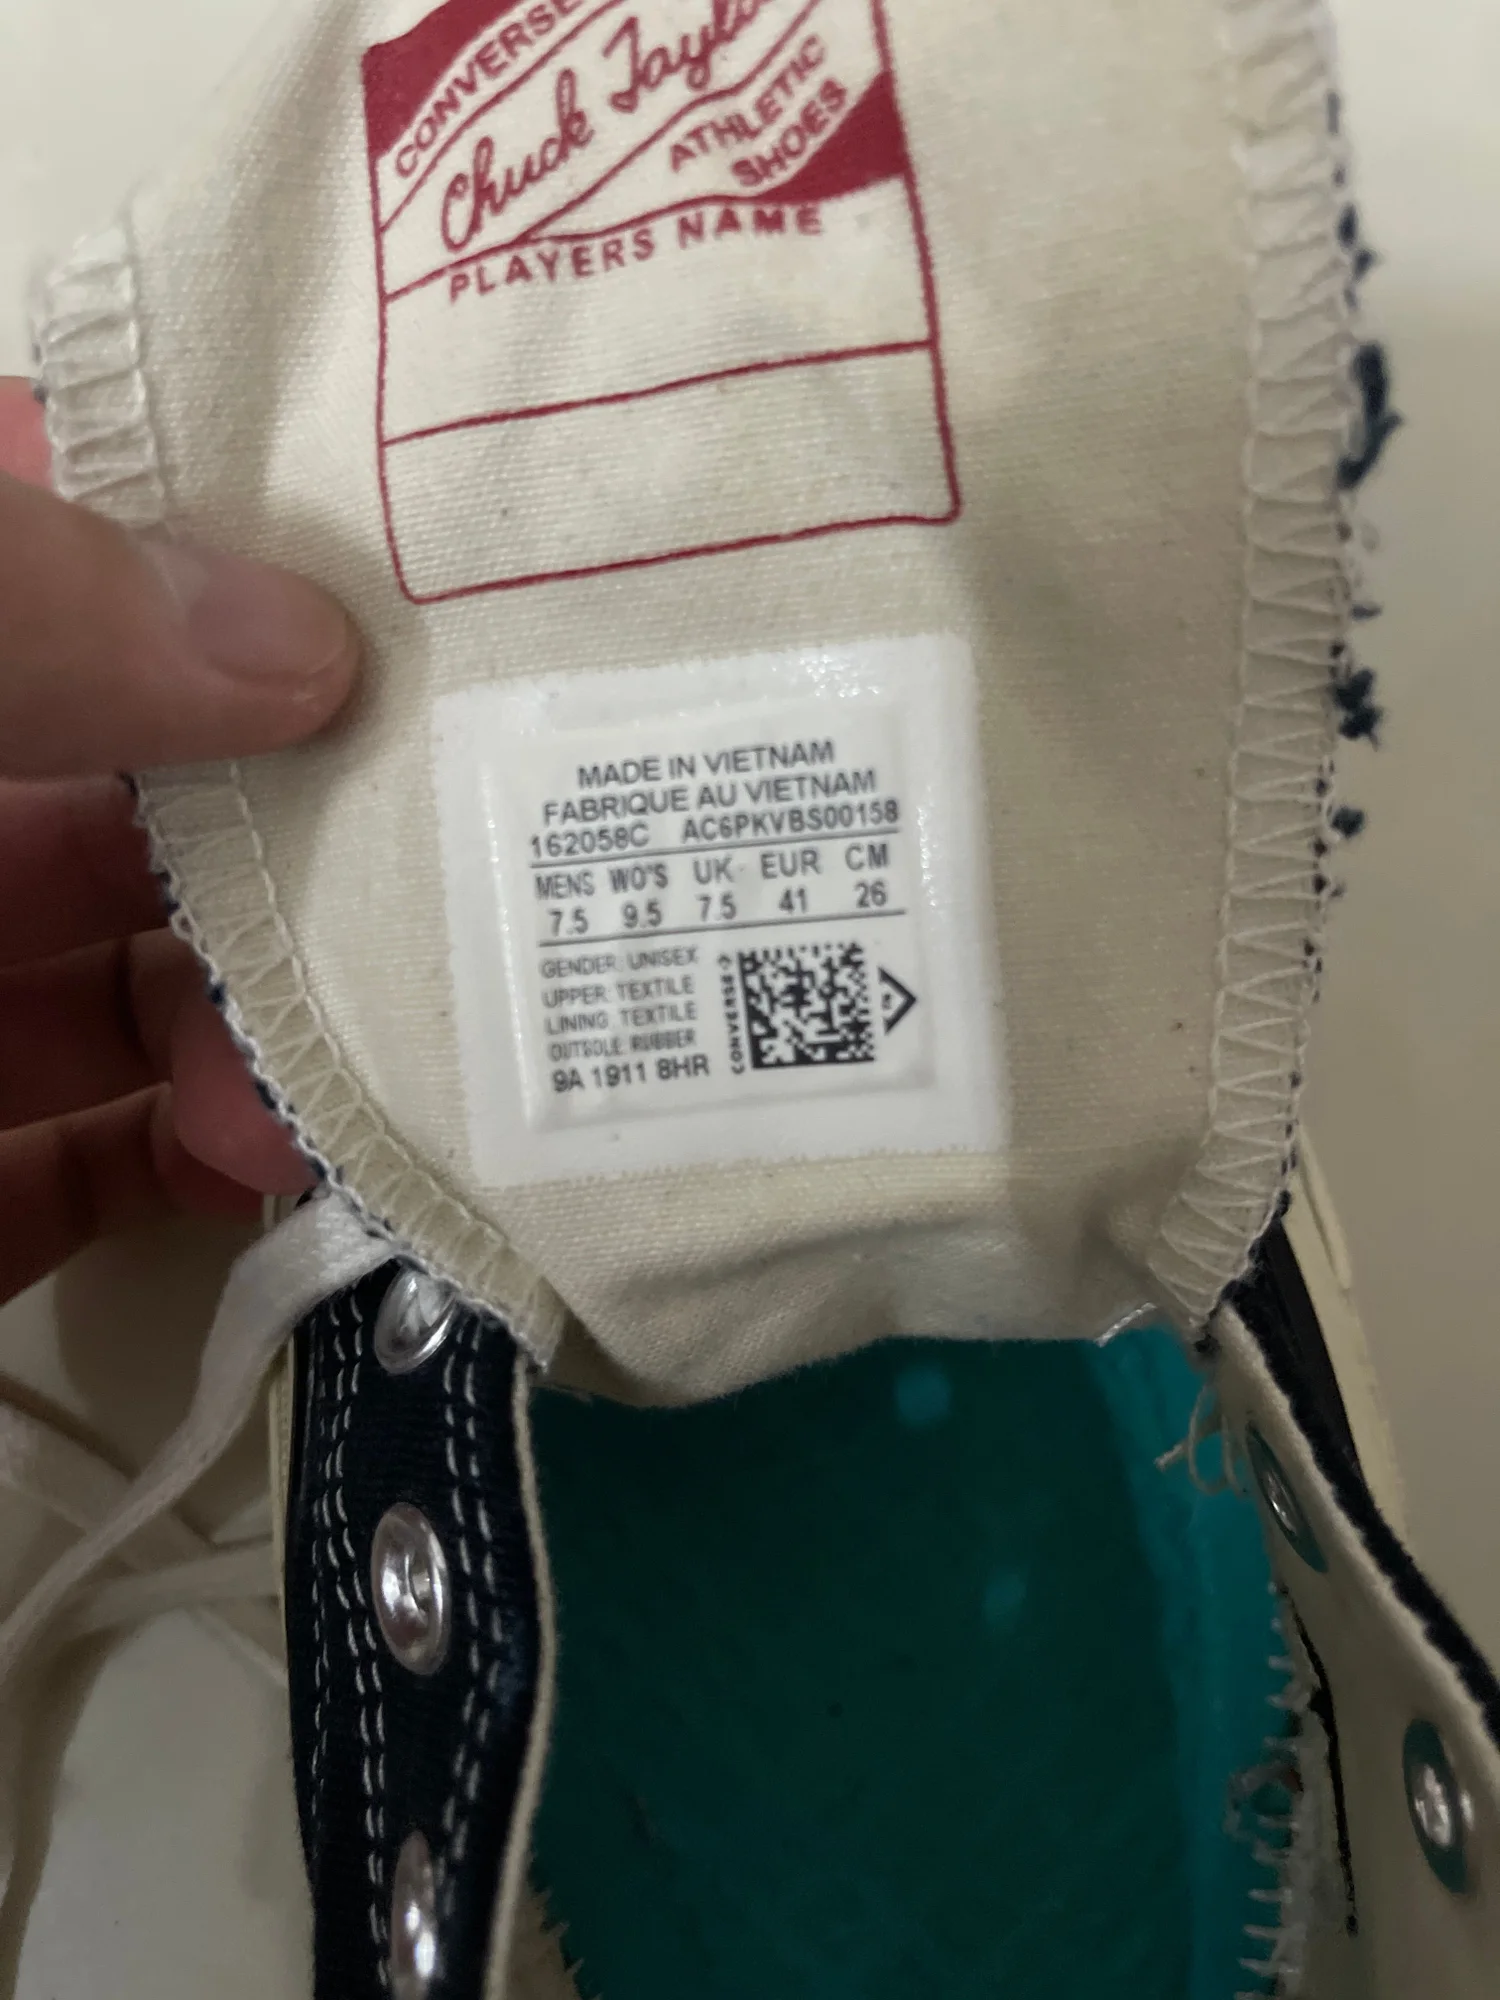 CONVERSE
Chuck Taylor
ATHLETIC
SHOES
PLAYERS NAME
MADE IN VIETNAM
FABRIQUE AU VIETNAM
162058C AC6PKVBS00158
MENS WO'S UK EUR CM
7.5 9.5 7.5 41 26
GENDER: UNISEX
UPPER: TEXTILE
LINING: TEXTILE
OUTSOLE: RUBBER
9A 1911 8HR
CONVERSE